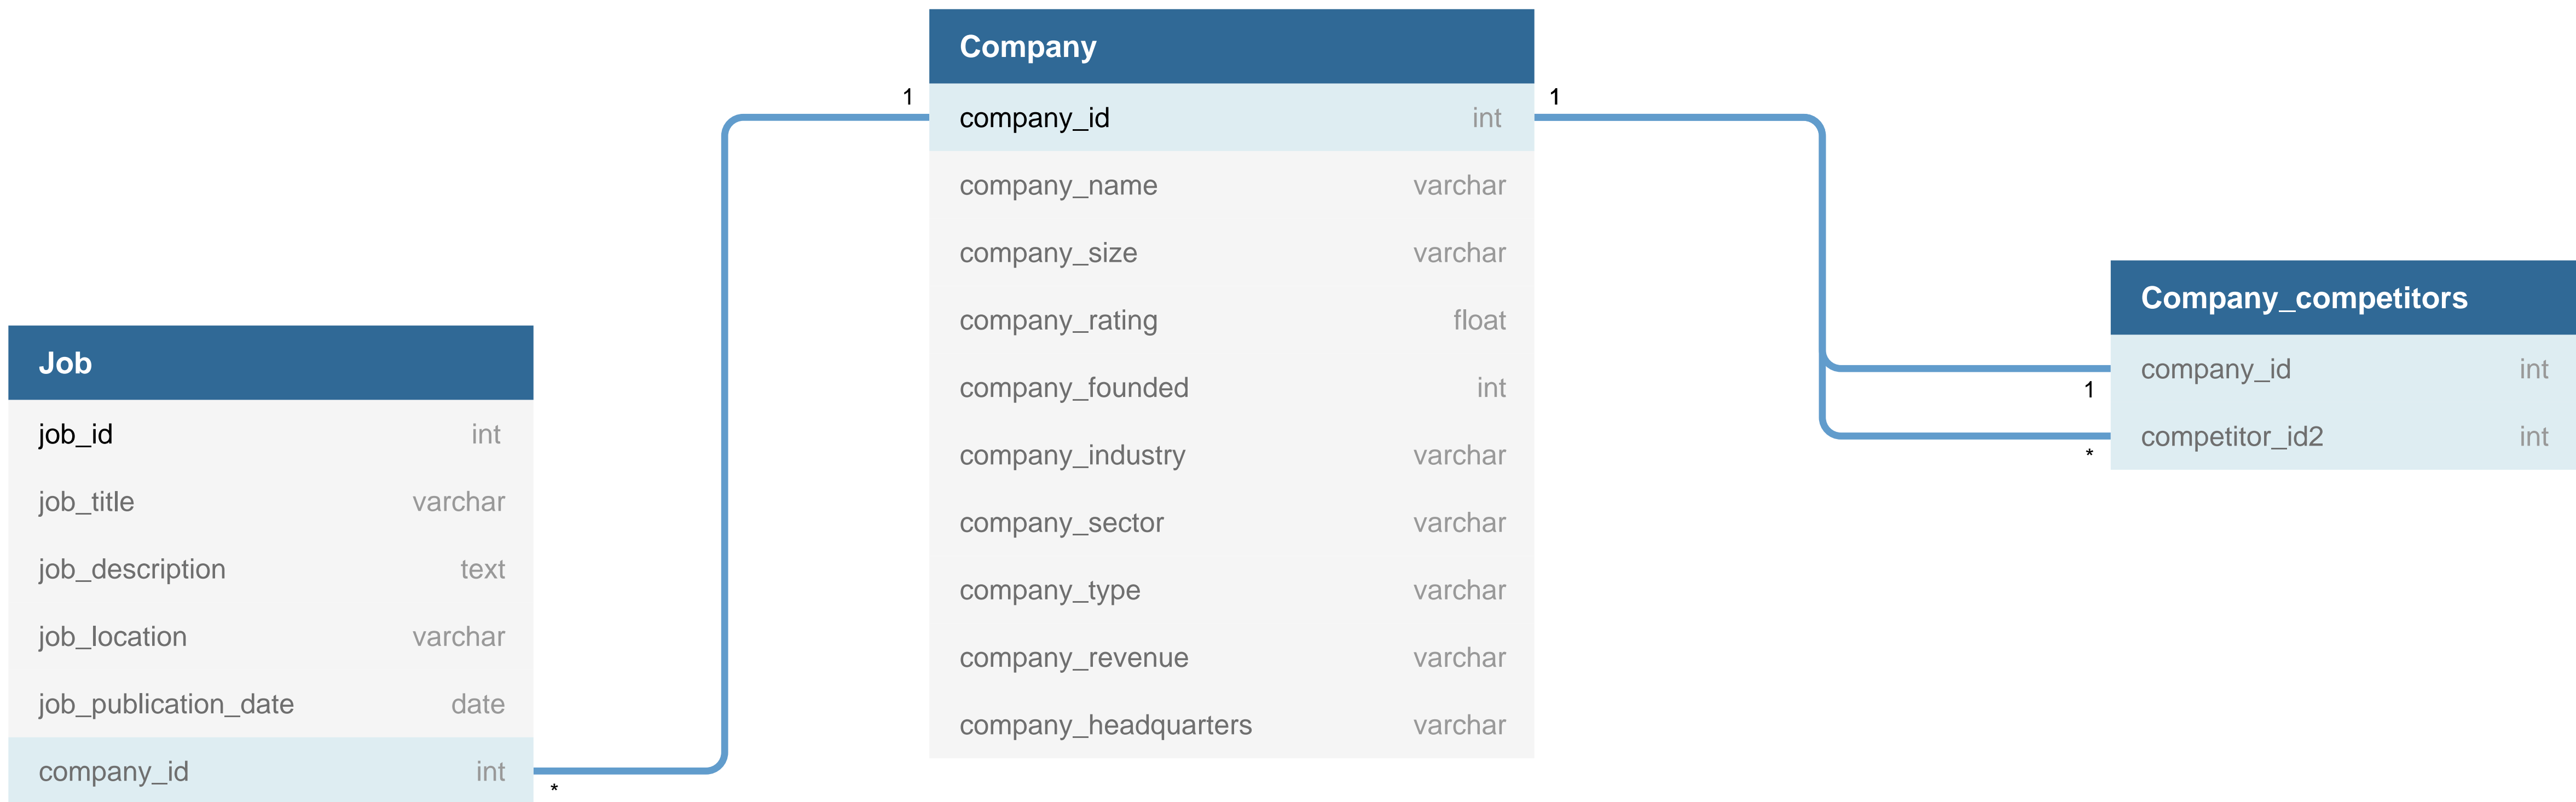 Company
1
1
company_id int
company_name varchar
company_size varchar
company_rating float
company_founded int
company_industry varchar
company_sector varchar
company_type varchar
company_revenue varchar
company_headquarters varchar
Job
job_id int
job_title varchar
job_description text
job_location varchar
job_publication_date date
company_id int
*
Company_competitors
company_id int
1
competitor_id2 int
*